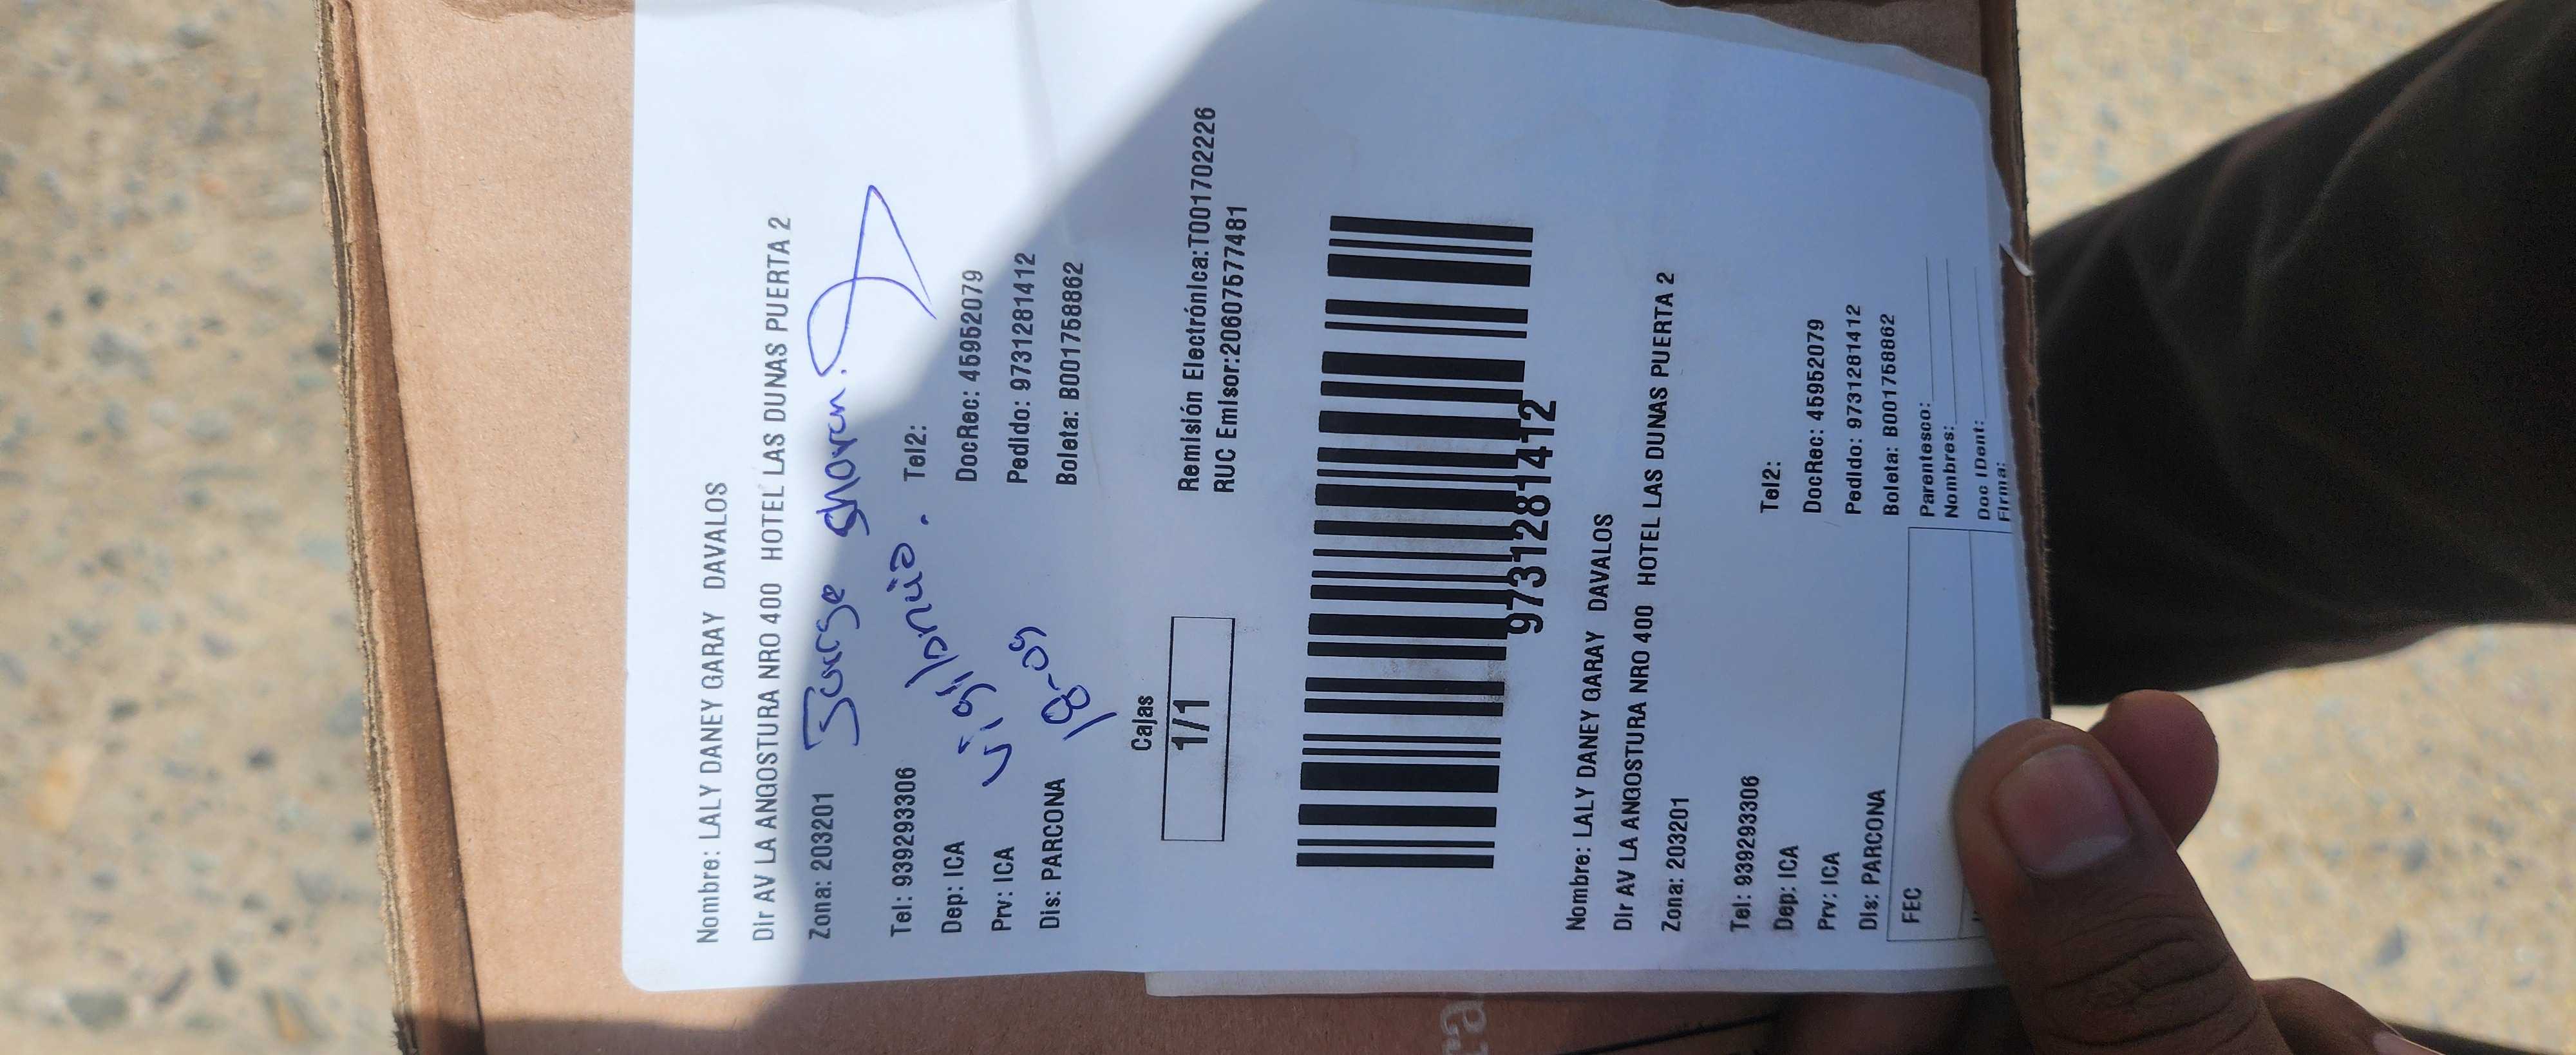 Nombre: LALY DANEY GARAY DAVALOS
Dir AV LA ANGOSTURA NRO 400 HOTEL LAS DUNAS PUERTA 2
Zona: 203201
Jorge
Tel: 939293306 Tel2:
Dep: ICA DocRec: 45952079
Prv: ICA Pedido: 9731281412
Dis: PARCONA Boleta: B001758862
18-09
Cajas
1/1
Remisión Electrónica:T001702226
RUC Emisor:20607577481
9731281412
Nombre: LALY DANEY GARAY DAVALOS
Dir AV LA ANGOSTURA NRO 400 HOTEL LAS DUNAS PUERTA 2
Zona: 203201
Tel: 939293306 Tel2:
Dep: ICA DocRec: 45952079
Prv: ICA Pedido: 9731281412
Dis: PARCONA Boleta: B001758862
FEC
Parentesco:
Nombres:
Doc IDent:
Firma: